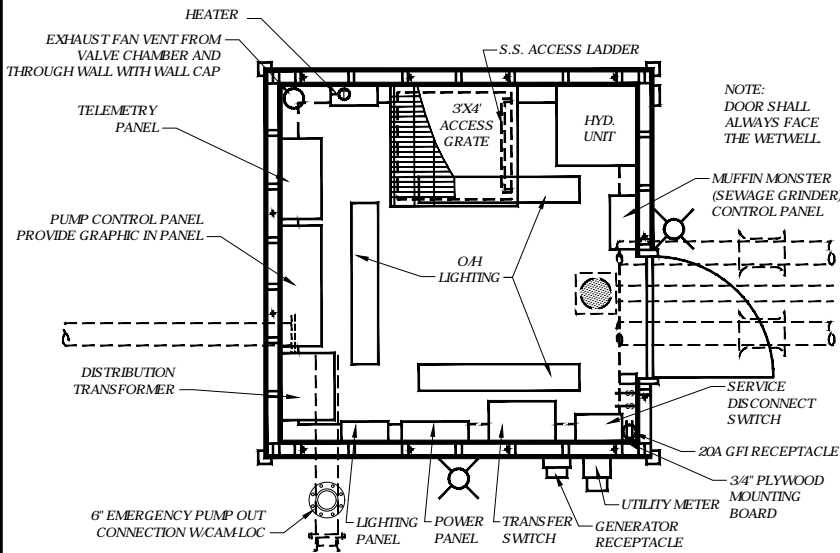 HEATER
EXHAUST FAN VENT FROM
VALVE CHAMBER AND
THROUGH WALL WITH WALL CAP
S.S. ACCESS LADDER
TELEMETRY
PANEL
3'X4'
ACCESS
GRATE
HYD.
UNIT
NOTE:
DOOR SHALL
ALWAYS FACE
THE WETWELL.
MUFFIN MONSTER
(SEWAGE GRINDER)
CONTROL PANEL
PUMP CONTROL PANEL
PROVIDE GRAPHIC IN PANEL
O/H
LIGHTING
DISTRIBUTION
TRANSFORMER
SERVICE
DISCONNECT
SWITCH
20A GFI RECEPTACLE
3/4" PLYWOOD
MOUNTING
BOARD
UTILITY METER
GENERATOR
RECEPTACLE
TRANSFER
SWITCH
POWER
PANEL
LIGHTING
PANEL
6" EMERGENCY PUMP OUT
CONNECTION W/CAM-LOC